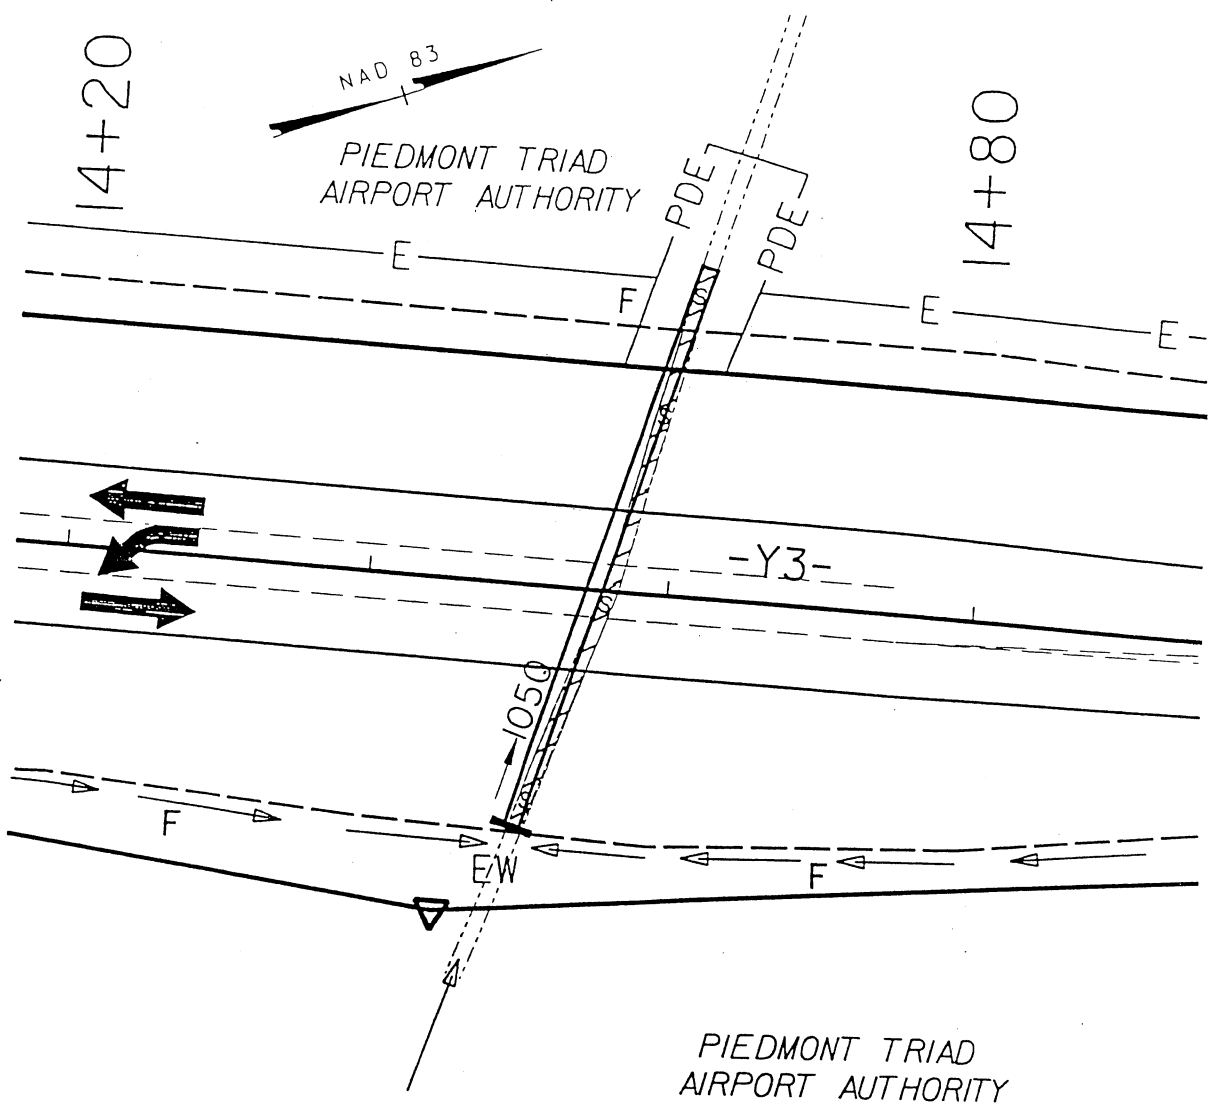 14+20
NAD 83
PIEDMONT TRIAD
AIRPORT AUTHORITY
PDE
PDE
14+80
E
F
E
E
-Y3-
1050
F
EW
F
PIEDMONT TRIAD
AIRPORT AUTHORITY